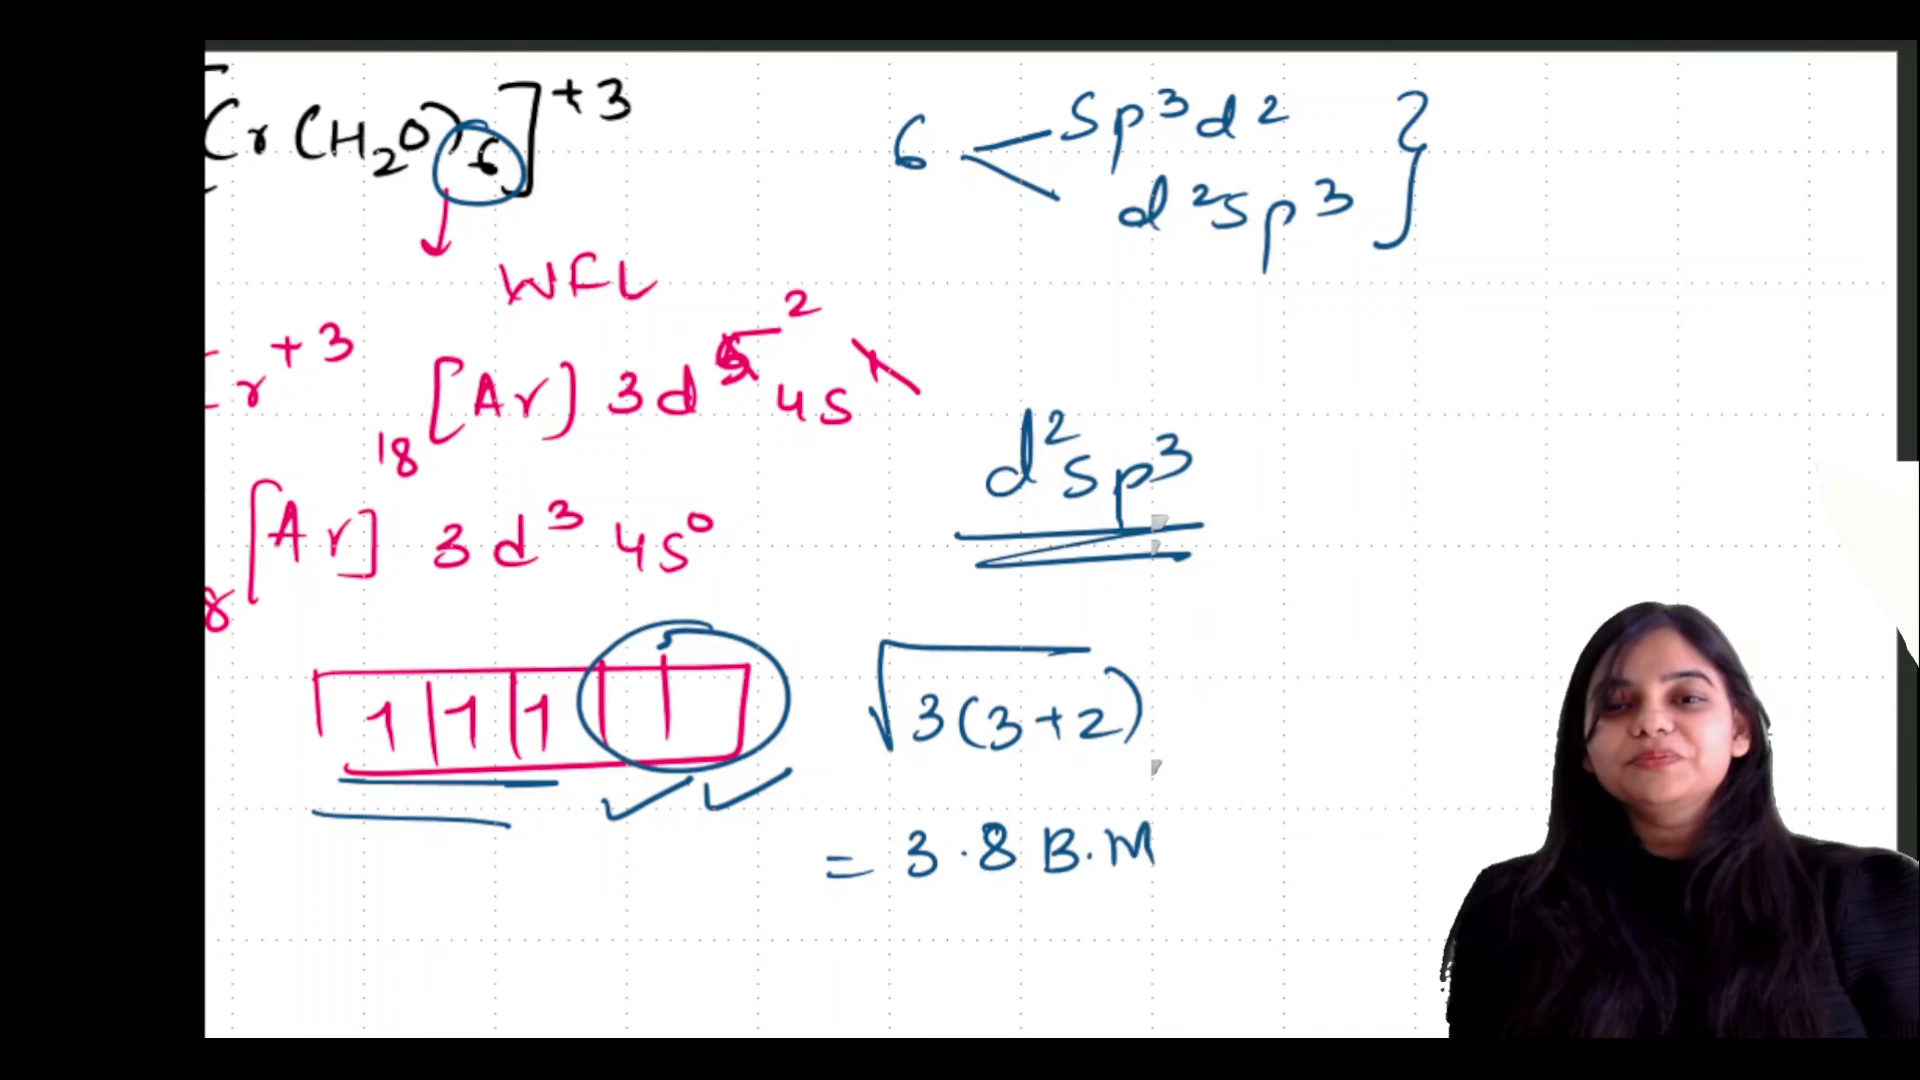 [Cr(H2O)6]+3
6 < sp³d²
d²sp³ }
WFL
Cr+3 18[Ar] 3d5² 4s1
d²sp³
18[Ar] 3d³ 4s⁰
1 | 1 | 1
√3(3+2)
= 3.8 B.M